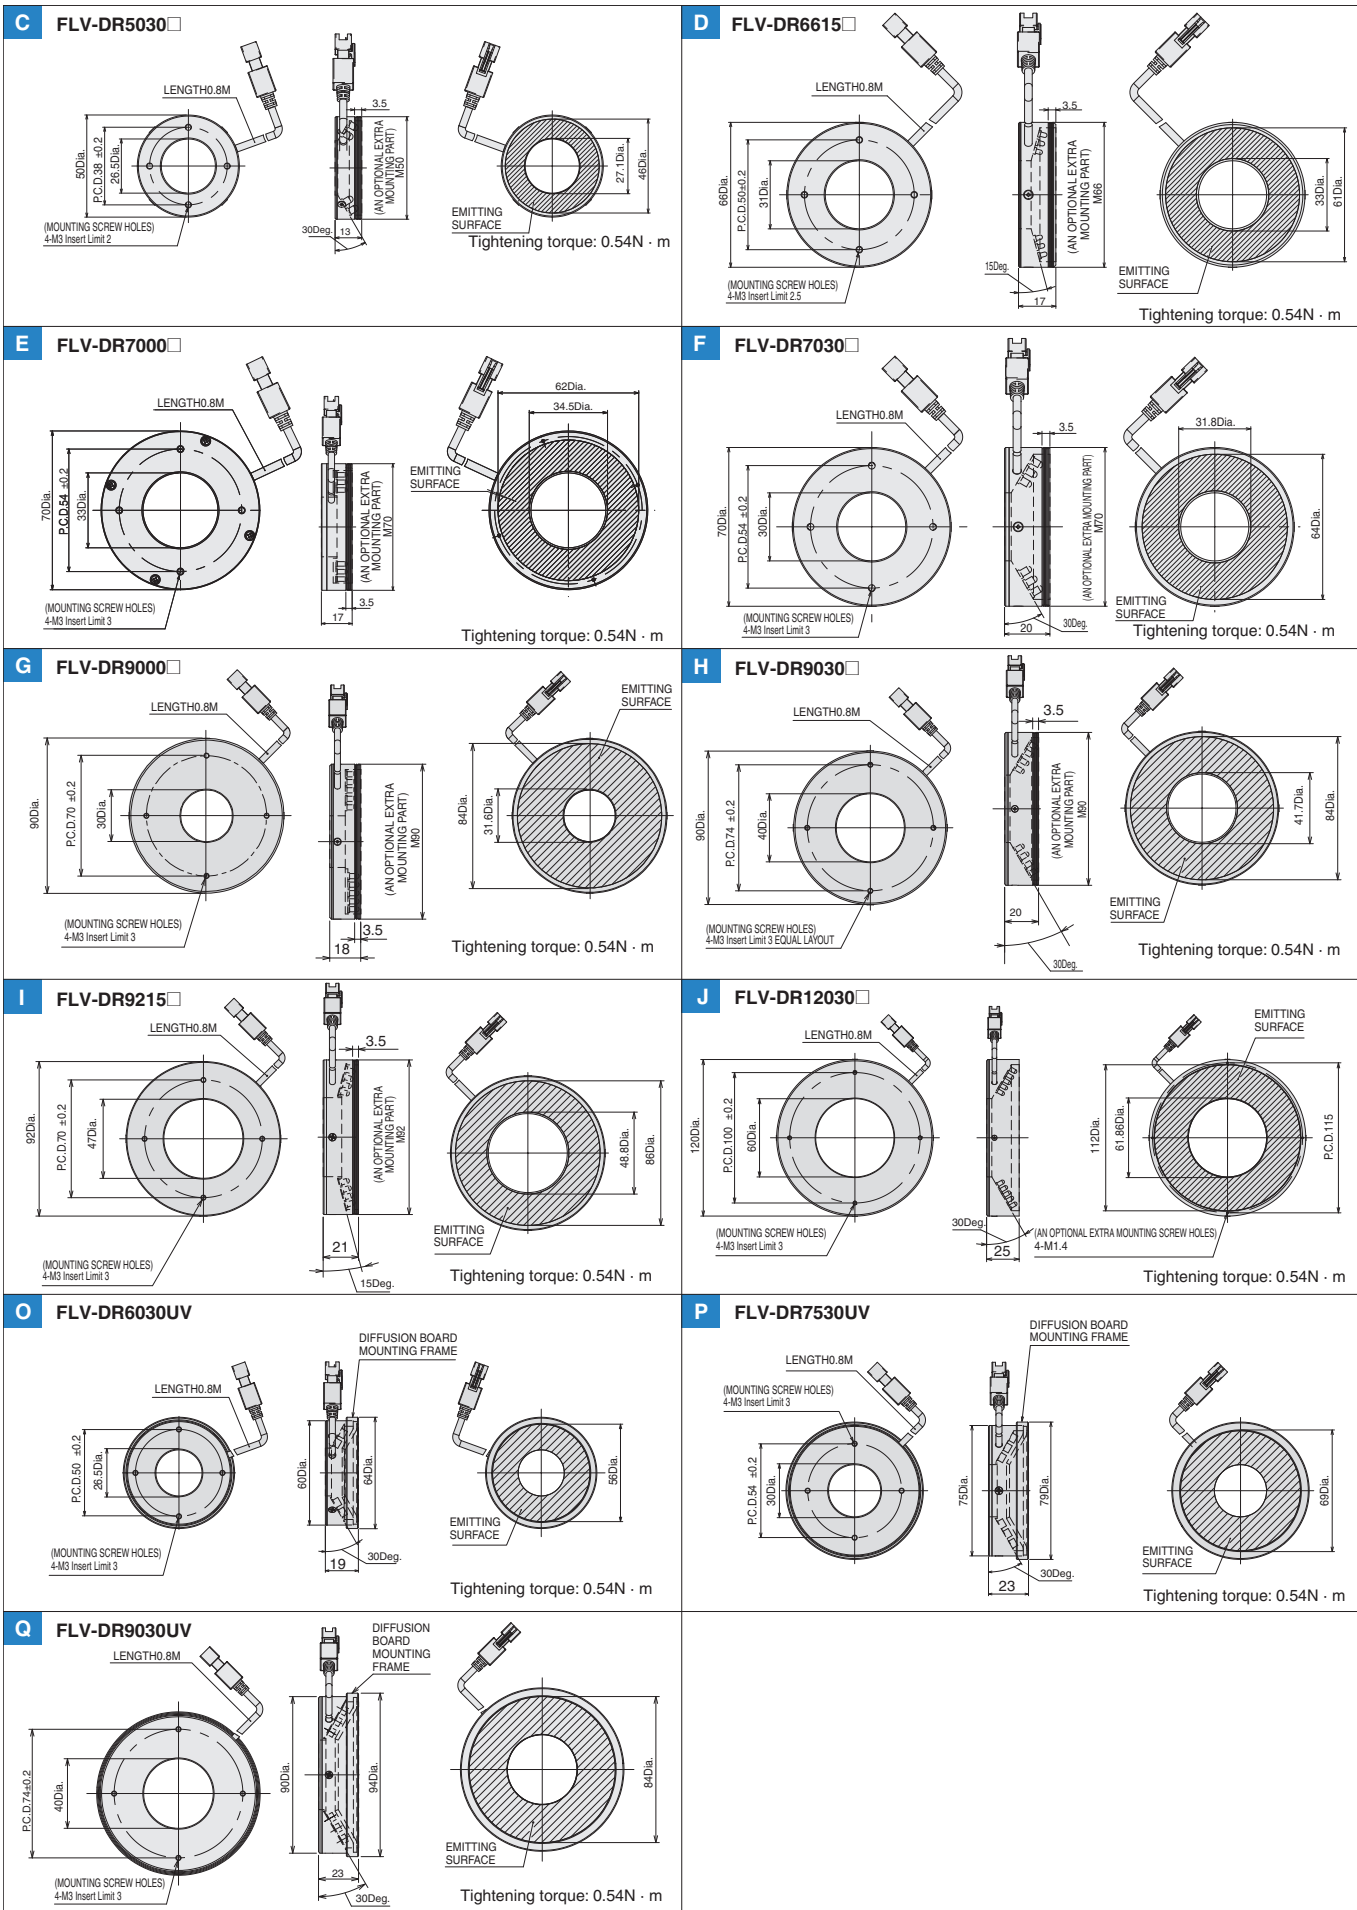 C FLV-DR5030□
LENGTH0.8M
3.5
50Dia.
P.C.D.38 ±0.2
26.5Dia.
(AN OPTIONAL EXTRA
MOUNTING PART)
M50
27.1Dia.
46Dia.
(MOUNTING SCREW HOLES)
4-M3 Insert Limit 2
30Deg.
13
EMITTING
SURFACE
Tightening torque: 0.54N · m
D FLV-DR6615□
LENGTH0.8M
3.5
66Dia.
P.C.D.50±0.2
31Dia.
(AN OPTIONAL EXTRA
MOUNTING PART)
M66
33Dia.
61Dia.
(MOUNTING SCREW HOLES)
4-M3 Insert Limit 2.5
15Deg.
17
EMITTING
SURFACE
Tightening torque: 0.54N · m
E FLV-DR7000□
LENGTH0.8M
62Dia.
34.5Dia.
70Dia.
P.C.D.54 ±0.2
33Dia.
(AN OPTIONAL EXTRA
MOUNTING PART)
M70
EMITTING
SURFACE
(MOUNTING SCREW HOLES)
4-M3 Insert Limit 3
3.5
17
Tightening torque: 0.54N · m
F FLV-DR7030□
LENGTH0.8M
3.5
31.8Dia.
70Dia.
P.C.D.54 ±0.2
30Dia.
(AN OPTIONAL EXTRA MOUNTING PART)
M70
64Dia.
(MOUNTING SCREW HOLES)
4-M3 Insert Limit 3
20
30Deg.
EMITTING
SURFACE
Tightening torque: 0.54N · m
G FLV-DR9000□
LENGTH0.8M
EMITTING
SURFACE
90Dia.
P.C.D.70 ±0.2
30Dia.
(AN OPTIONAL EXTRA
MOUNTING PART)
M90
84Dia.
31.6Dia.
(MOUNTING SCREW HOLES)
4-M3 Insert Limit 3
3.5
18
Tightening torque: 0.54N · m
H FLV-DR9030□
LENGTH0.8M
3.5
90Dia.
P.C.D.74 ±0.2
40Dia.
(AN OPTIONAL EXTRA
MOUNTING PART)
M90
41.7Dia.
84Dia.
(MOUNTING SCREW HOLES)
4-M3 Insert Limit 3 EQUAL LAYOUT
20
30Deg.
EMITTING
SURFACE
Tightening torque: 0.54N · m
I FLV-DR9215□
LENGTH0.8M
3.5
92Dia.
P.C.D.70 ±0.2
47Dia.
(AN OPTIONAL EXTRA
MOUNTING PART)
M92
48.8Dia.
86Dia.
(MOUNTING SCREW HOLES)
4-M3 Insert Limit 3
21
15Deg.
EMITTING
SURFACE
Tightening torque: 0.54N · m
J FLV-DR12030□
LENGTH0.8M
EMITTING
SURFACE
120Dia.
P.C.D.100 ±0.2
60Dia.
112Dia.
61.86Dia.
P.C.D.115
(MOUNTING SCREW HOLES)
4-M3 Insert Limit 3
30Deg.
25
(AN OPTIONAL EXTRA MOUNTING SCREW HOLES)
4-M1.4
Tightening torque: 0.54N · m
O FLV-DR6030UV
DIFFUSION BOARD
MOUNTING FRAME
LENGTH0.8M
P.C.D.50 ±0.2
26.5Dia.
60Dia.
64Dia.
56Dia.
(MOUNTING SCREW HOLES)
4-M3 Insert Limit 3
19
30Deg.
EMITTING
SURFACE
Tightening torque: 0.54N · m
P FLV-DR7530UV
DIFFUSION BOARD
MOUNTING FRAME
LENGTH0.8M
(MOUNTING SCREW HOLES)
4-M3 Insert Limit 3
P.C.D.54 ±0.2
30Dia.
75Dia.
79Dia.
69Dia.
23
30Deg.
EMITTING
SURFACE
Tightening torque: 0.54N · m
Q FLV-DR9030UV
DIFFUSION
BOARD
MOUNTING
FRAME
LENGTH0.8M
P.C.D.74±0.2
40Dia.
90Dia.
94Dia.
84Dia.
(MOUNTING SCREW HOLES)
4-M3 Insert Limit 3
23
30Deg.
EMITTING
SURFACE
Tightening torque: 0.54N · m